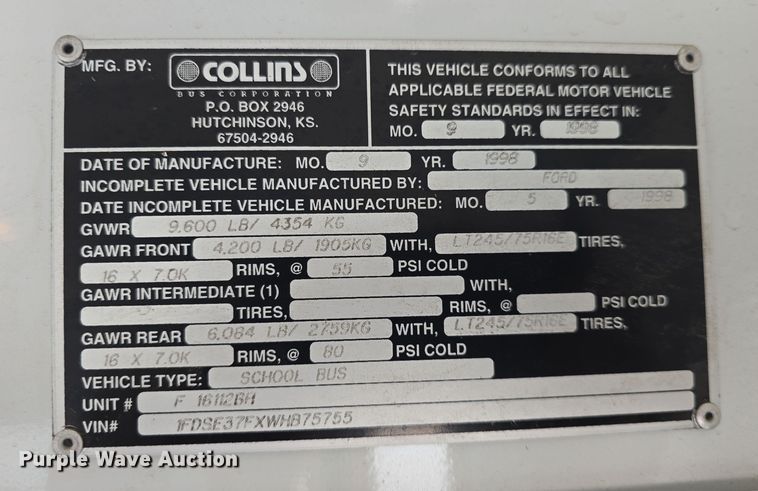 MFG. BY:
COLLINS
BUS CORPORATION
P.O. BOX 2946
HUTCHINSON, KS.
67504-2946
THIS VEHICLE CONFORMS TO ALL
APPLICABLE FEDERAL MOTOR VEHICLE
SAFETY STANDARDS IN EFFECT IN:
MO. 9 YR. 1998
DATE OF MANUFACTURE: MO. 9 YR. 1998
INCOMPLETE VEHICLE MANUFACTURED BY: FORD
DATE INCOMPLETE VEHICLE MANUFACTURED: MO. 5 YR. 1998
GVWR 9,600 LB/ 4354 KG
GAWR FRONT 4,200 LB/ 1905KG WITH, LT245/75R16E TIRES,
16 X 7.0K RIMS, @ 55 PSI COLD
GAWR INTERMEDIATE (1) WITH,
TIRES, RIMS, @ PSI COLD
GAWR REAR 6,084 LB/ 2759KG WITH, LT245/75R16E TIRES,
16 X 7.0K RIMS, @ 80 PSI COLD
VEHICLE TYPE: SCHOOL BUS
UNIT # F 16112BH
VIN# 1FDSE37FXWHB75755
Purple Wave Auction